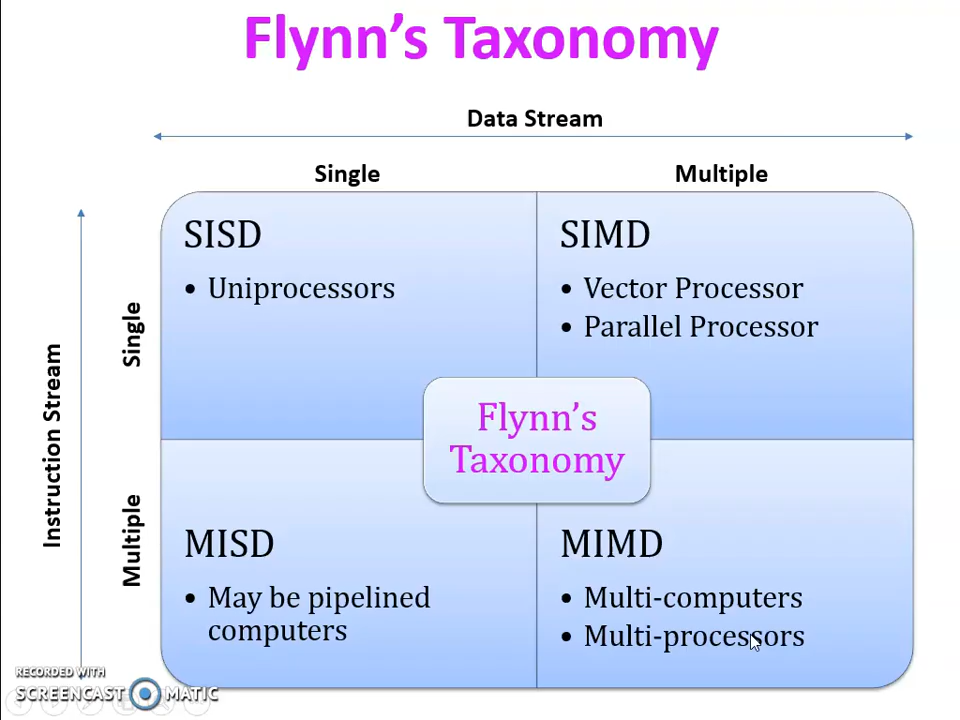 Flynn's Taxonomy
Data Stream
Single
Multiple
Instruction Stream
Single
Multiple
SISD
• Uniprocessors
SIMD
• Vector Processor
• Parallel Processor
Flynn's
Taxonomy
MISD
• May be pipelined
computers
MIMD
• Multi-computers
• Multi-processors
RECORDED WITH
SCREENCAST MATIC